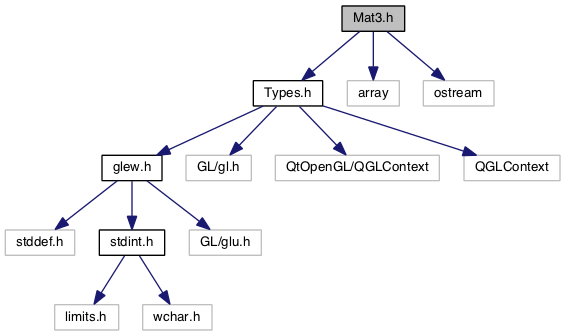 Mat3.h
Types.h
array
ostream
glew.h
GL/gl.h
QtOpenGL/QGLContext
QGLContext
stddef.h
stdint.h
GL/glu.h
limits.h
wchar.h